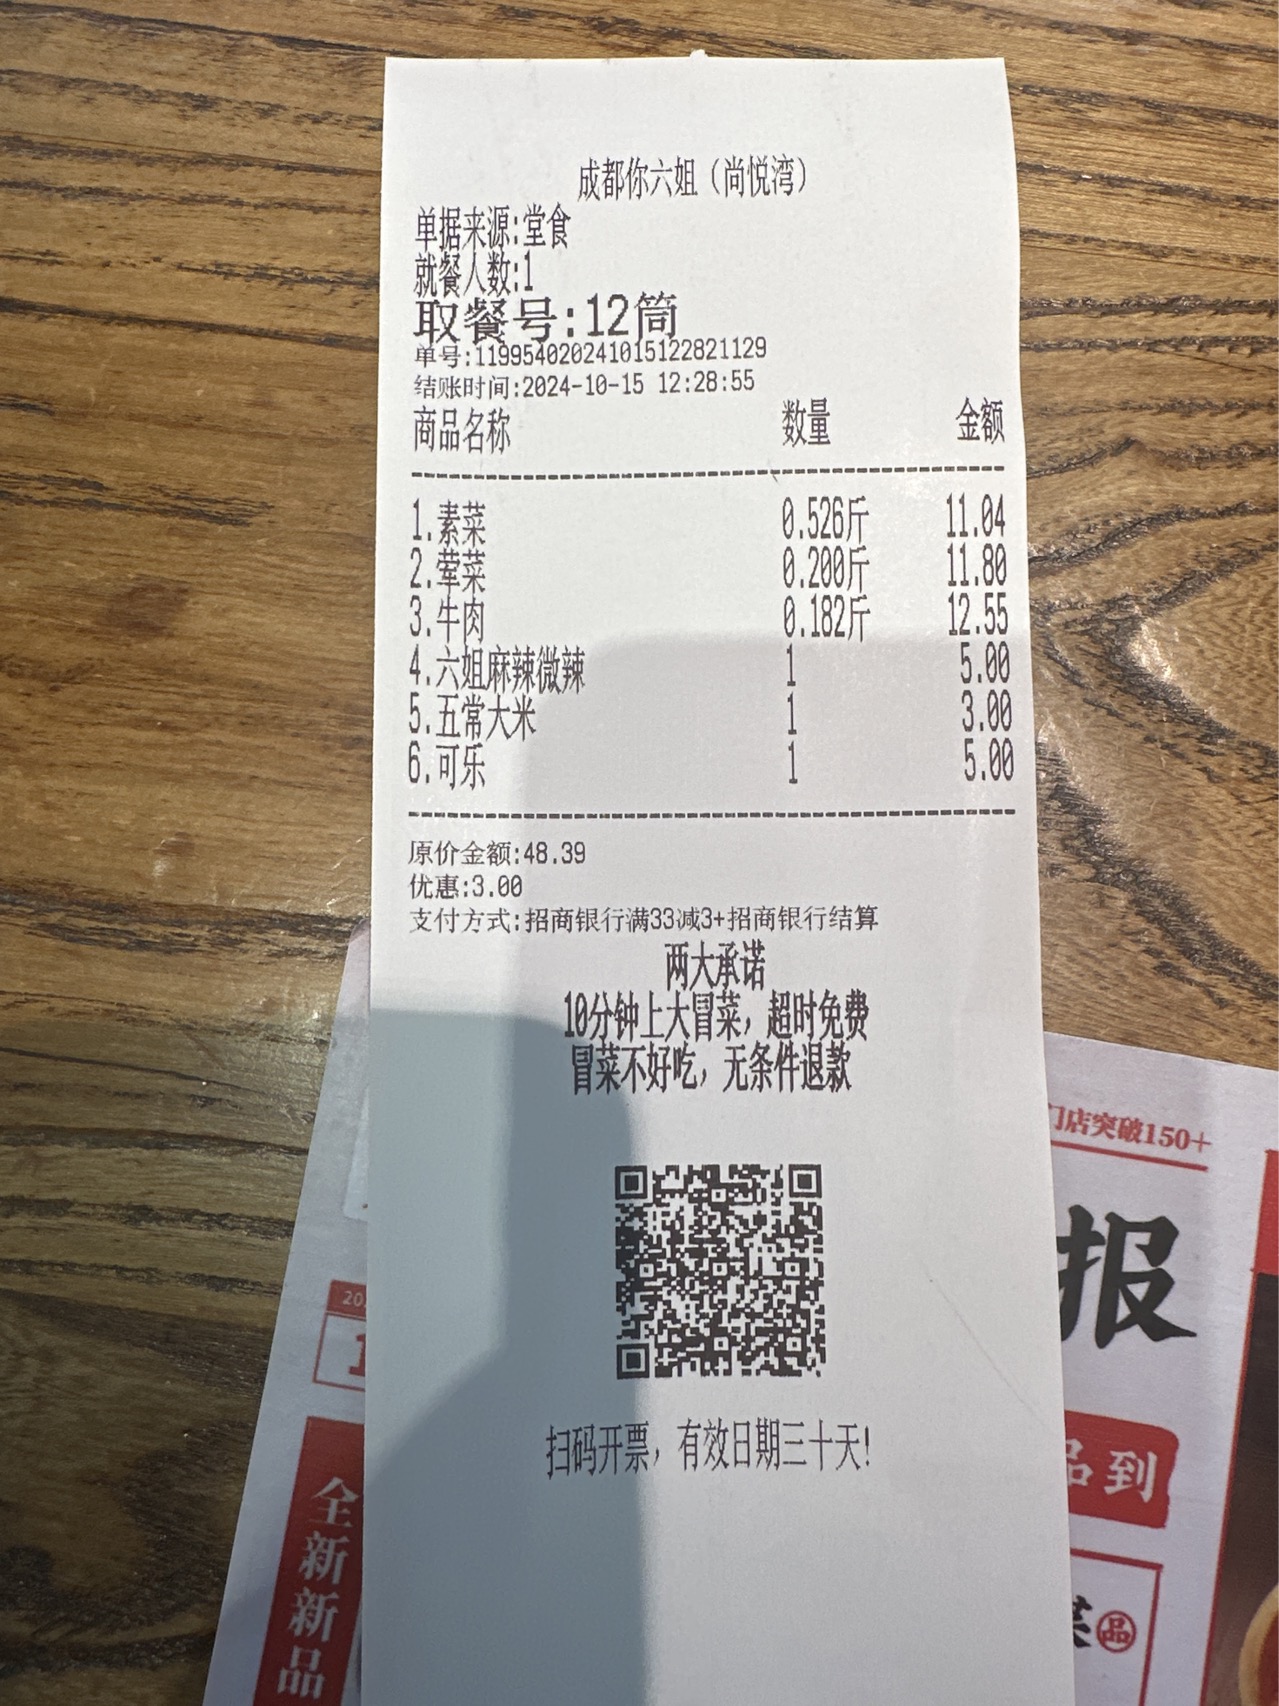 成都你六姐（尚悦湾）
单据来源:堂食
就餐人数:1
取餐号:12筒
单号:1199540202410151228​21129
结账时间:2024-10-15 12:28:55
商品名称 数量 金额
1.素菜 0.526斤 11.04
2.荤菜 0.200斤 11.80
3.牛肉 0.182斤 12.55
4.六姐麻辣微辣 1 5.00
5.五常大米 1 3.00
6.可乐 1 5.00
原价金额:48.39
优惠:3.00
支付方式:招商银行满33减3+招商银行结算
两大承诺
10分钟上大冒菜，超时免费
冒菜不好吃，无条件退款
扫码开票，有效日期三十天!
门店突破150+
报
品到
品
全新新品